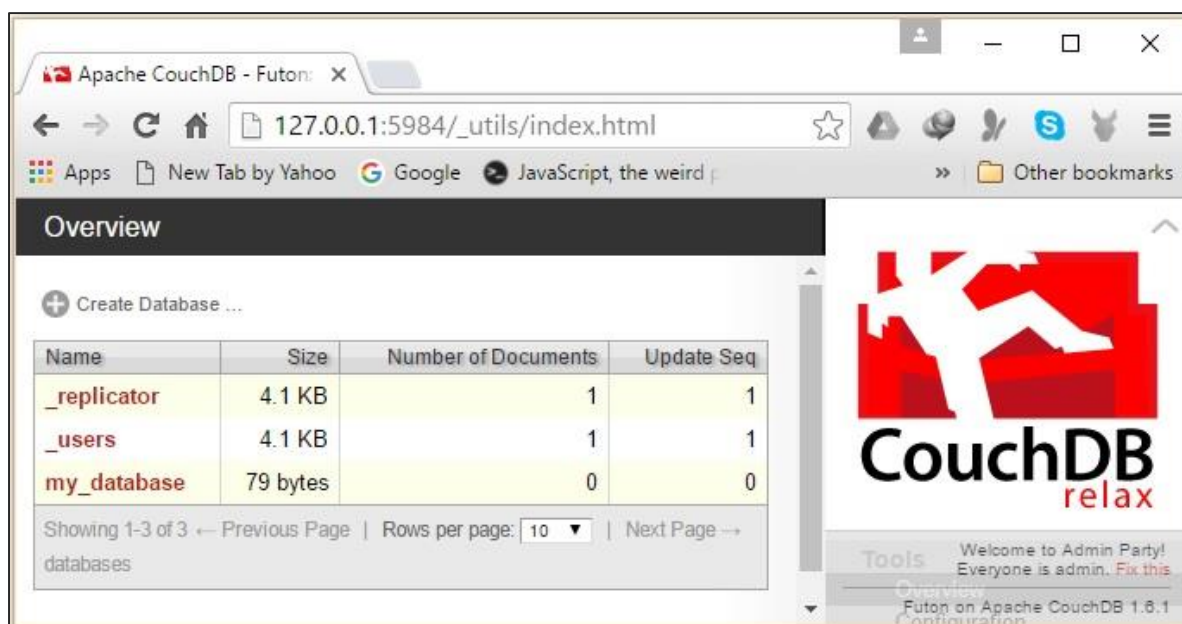 Apache CouchDB - Futon:
127.0.0.1:5984/_utils/index.html
Apps New Tab by Yahoo G Google JavaScript, the weird » Other bookmarks
Overview
Create Database ...
Name Size Number of Documents Update Seq
_replicator 4.1 KB 1 1
_users 4.1 KB 1 1
my_database 79 bytes 0 0
Showing 1-3 of 3 ← Previous Page | Rows per page: 10 ▼ | Next Page →
databases
CouchDB
relax
Tools
Welcome to Admin Party!
Everyone is admin. Fix this
Overview
Futon on Apache CouchDB 1.6.1
Configuration